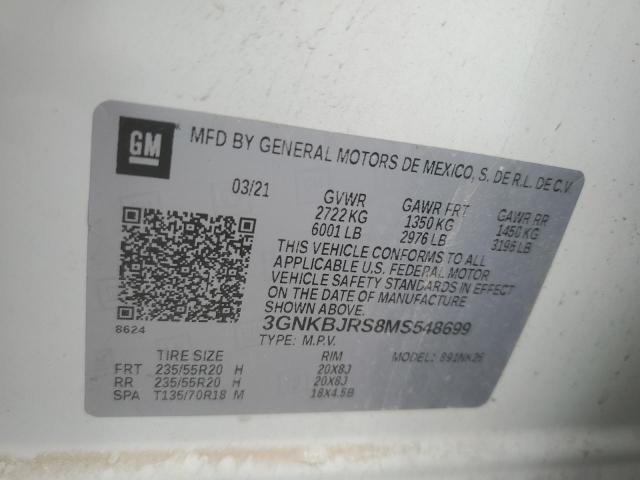 GM
MFD BY GENERAL MOTORS DE MEXICO, S. DE R.L. DE C.V.
03/21 GVWR GAWR FRT GAWR RR
2722 KG 1350 KG 1450 KG
6001 LB 2976 LB 3196 LB
THIS VEHICLE CONFORMS TO ALL
APPLICABLE U.S. FEDERAL MOTOR
VEHICLE SAFETY STANDARDS IN EFFECT
ON THE DATE OF MANUFACTURE
8624 3GNKBJRS8MS548699
TYPE: M.P.V. MODEL: 891NK26
TIRE SIZE RIM
FRT 235/55R20 H 20X8J
RR 235/55R20 H 20X8J
SPA T135/70R18 M 18X4.5B